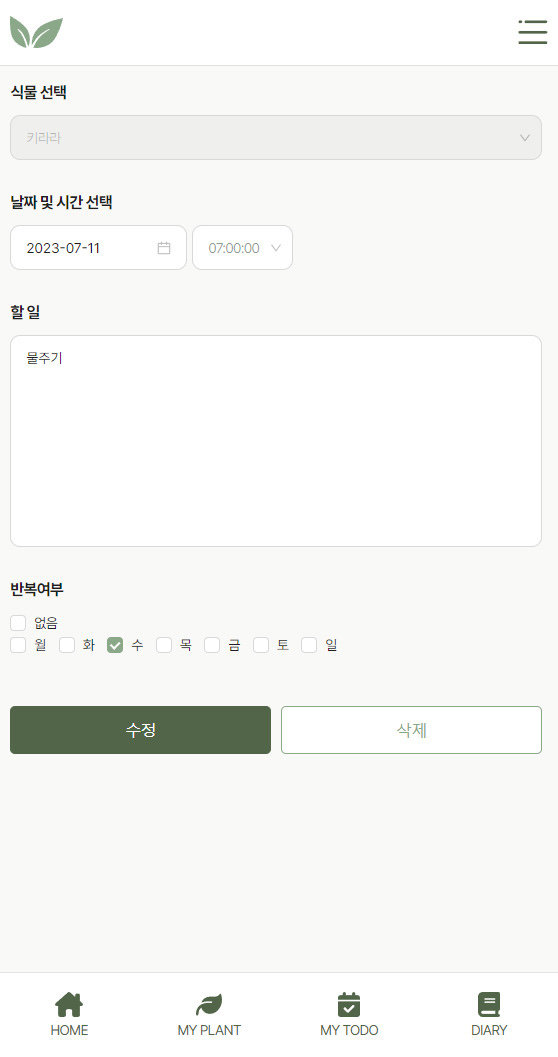 식물 선택
키라라
날짜 및 시간 선택
2023-07-11 07:00:00
할 일
물주기
반복여부
없음
월 화 수 목 금 토 일
수정 삭제
HOME MY PLANT MY TODO DIARY